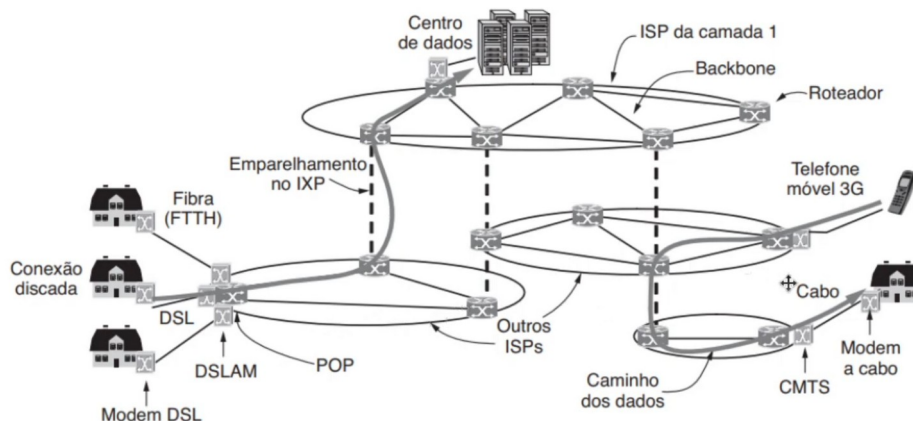 Centro
de dados
ISP da camada 1
Backbone
Roteador
Emparelhamento
no IXP
Telefone
móvel 3G
Fibra
(FTTH)
Conexão
discada
DSL
Cabo
Outros
ISPs
POP
DSLAM
Modem DSL
Caminho
dos dados
CMTS
Modem
a cabo